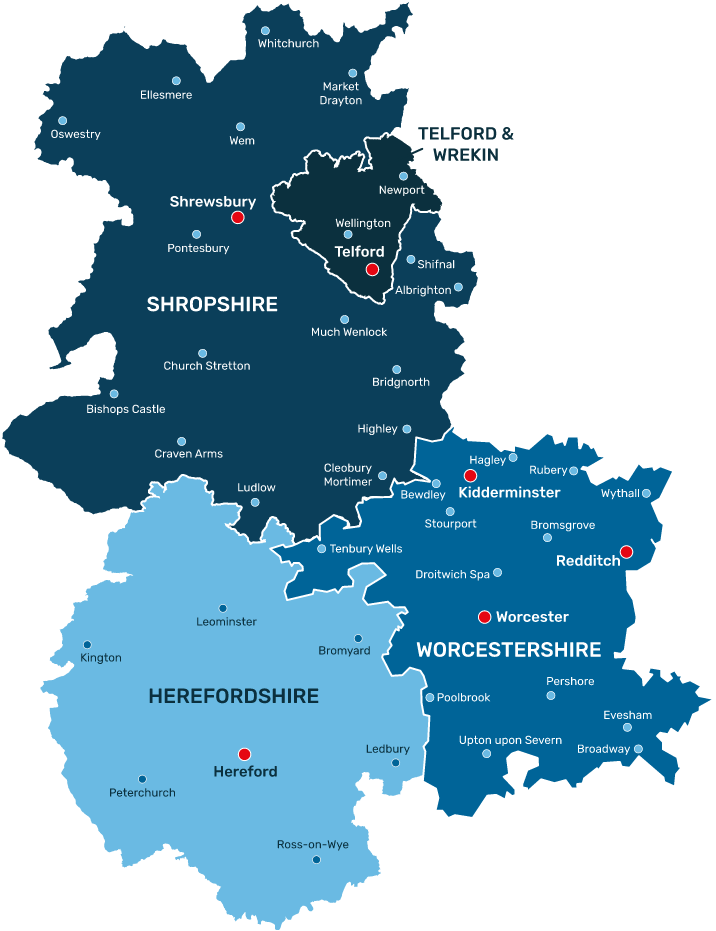 Whitchurch
Ellesmere
Market
Drayton
Oswestry
Wem
TELFORD &
WREKIN
Newport
Shrewsbury
Wellington
Pontesbury
Telford
Shifnal
Albrighton
SHROPSHIRE
Much Wenlock
Church Stretton
Bridgnorth
Bishops Castle
Highley
Craven Arms
Cleobury
Mortimer
Ludlow
Hagley
Rubery
Bewdley
Kidderminster
Wythall
Stourport
Bromsgrove
Tenbury Wells
Redditch
Droitwich Spa
Worcester
Leominster
Bromyard
Kington
WORCESTERSHIRE
HEREFORDSHIRE
Poolbrook
Pershore
Evesham
Upton upon Severn
Broadway
Ledbury
Hereford
Peterchurch
Ross-on-Wye